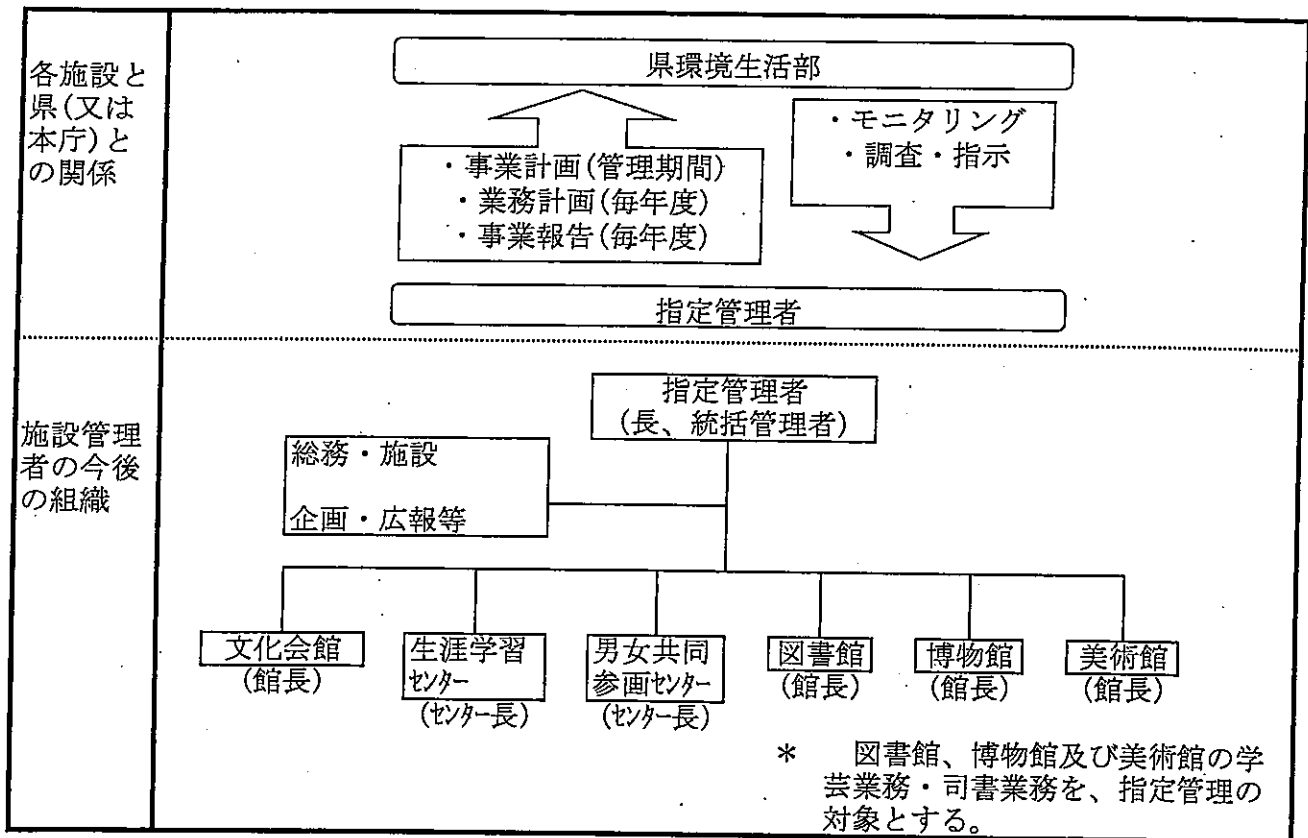 各施設と
県(又は
本庁)と
の関係
県環境生活部
・事業計画(管理期間)
・業務計画(毎年度)
・事業報告(毎年度)
・モニタリング
・調査・指示
指定管理者
施設管理
者の今後
の組織
指定管理者
(長、統括管理者)
総務・施設
企画・広報等
文化会館
(館長)
生涯学習
センター
(センター長)
男女共同
参画センター
(センター長)
図書館
(館長)
博物館
(館長)
美術館
(館長)
* 図書館、博物館及び美術館の学
芸業務・司書業務を、指定管理の
対象とする。